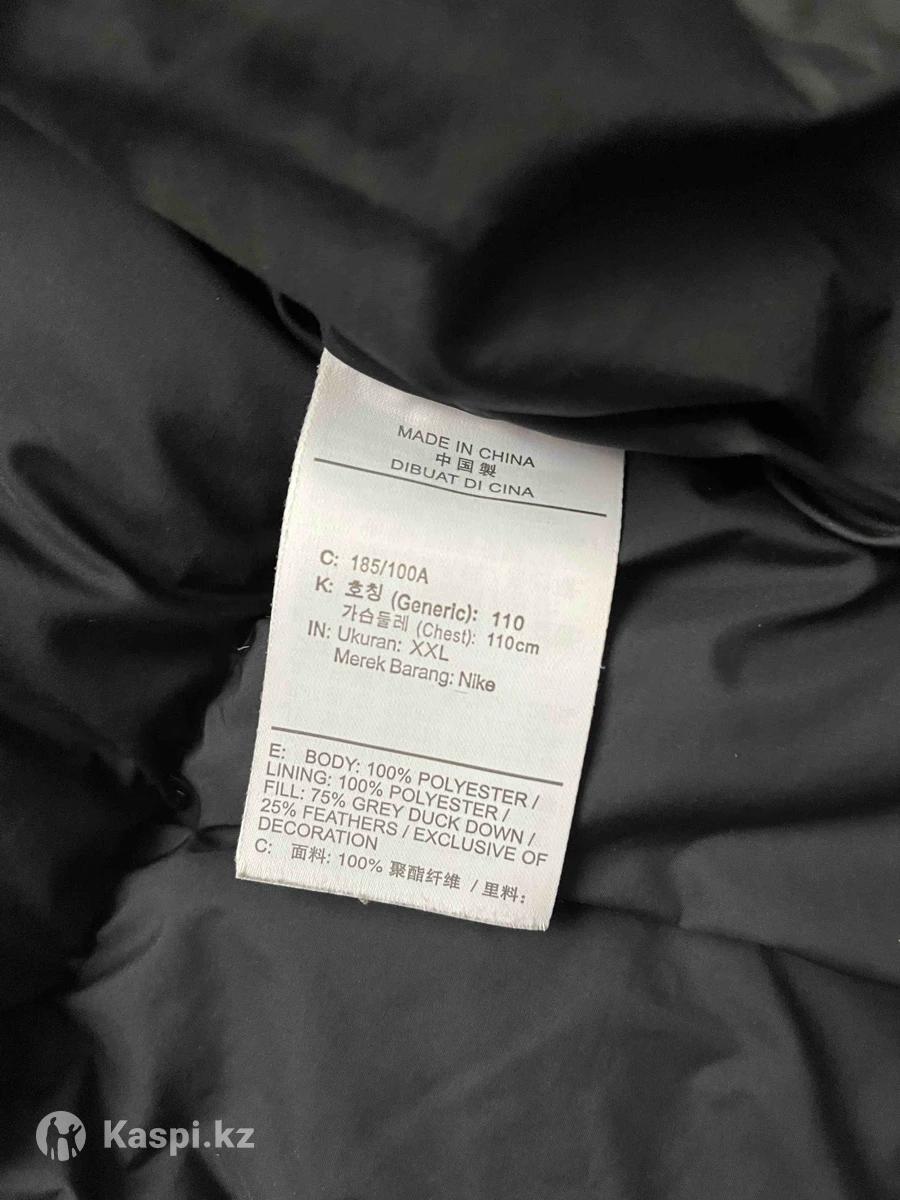 MADE IN CHINA
中国製
DIBUAT DI CINA
C: 185/100A
K: 호칭 (Generic): 110
가슴둘레 (Chest): 110cm
IN: Ukuran: XXL
Merek Barang: Nike
E: BODY: 100% POLYESTER /
LINING: 100% POLYESTER /
FILL: 75% GREY DUCK DOWN /
25% FEATHERS / EXCLUSIVE OF
DECORATION
C: 面料: 100% 聚酯纤维 / 里料:
Kaspi.kz